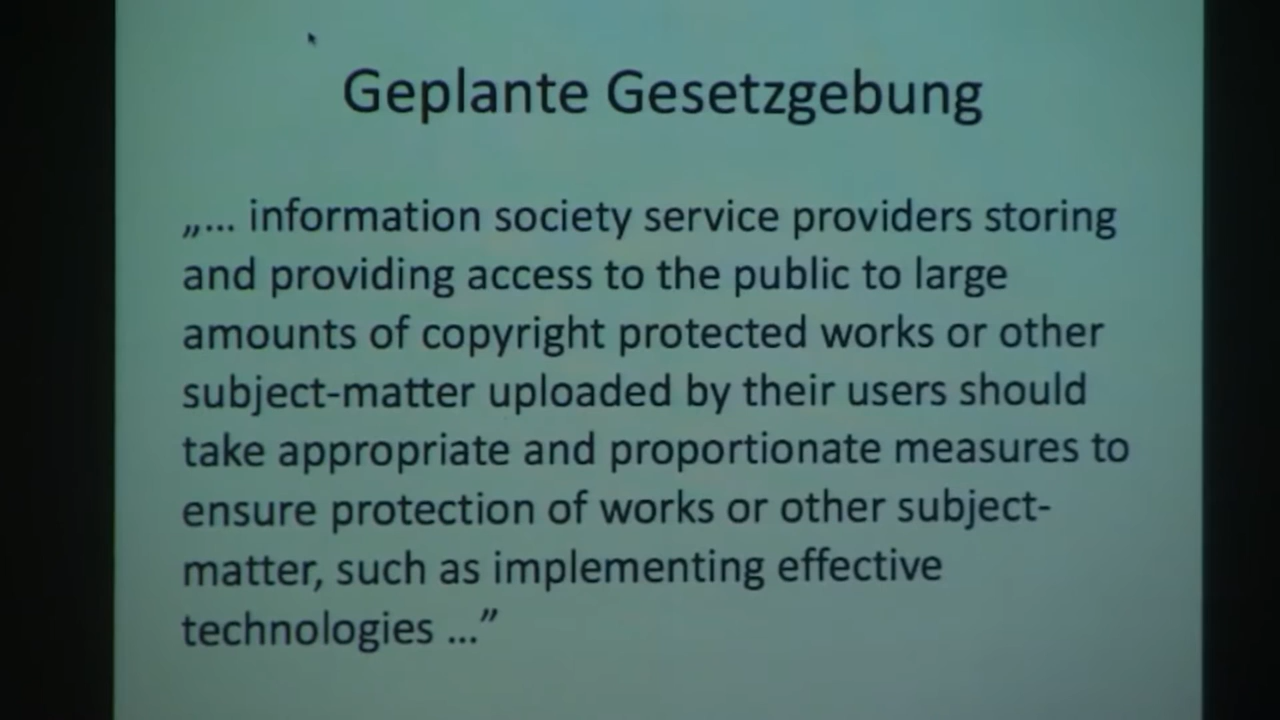 Geplante Gesetzgebung
„... information society service providers storing
and providing access to the public to large
amounts of copyright protected works or other
subject-matter uploaded by their users should
take appropriate and proportionate measures to
ensure protection of works or other subject-
matter, such as implementing effective
technologies ...”